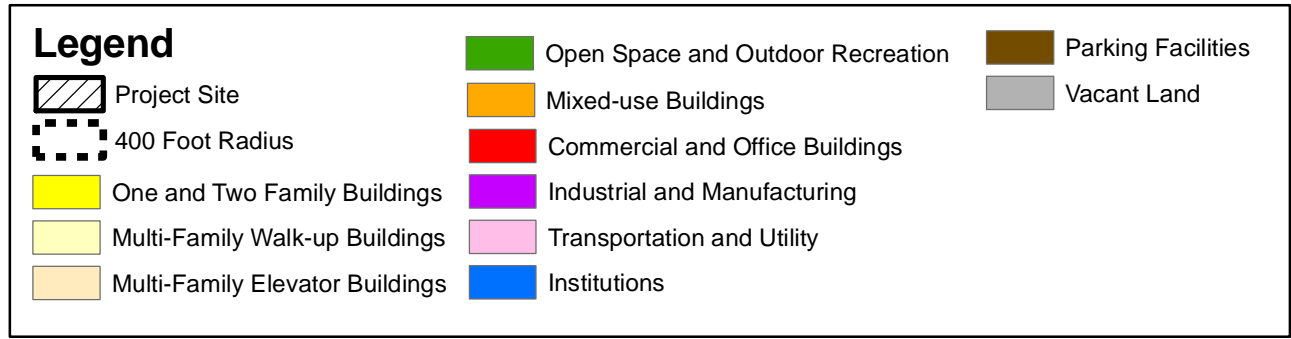 Legend
Project Site
400 Foot Radius
One and Two Family Buildings
Multi-Family Walk-up Buildings
Multi-Family Elevator Buildings
Open Space and Outdoor Recreation
Mixed-use Buildings
Commercial and Office Buildings
Industrial and Manufacturing
Transportation and Utility
Institutions
Parking Facilities
Vacant Land